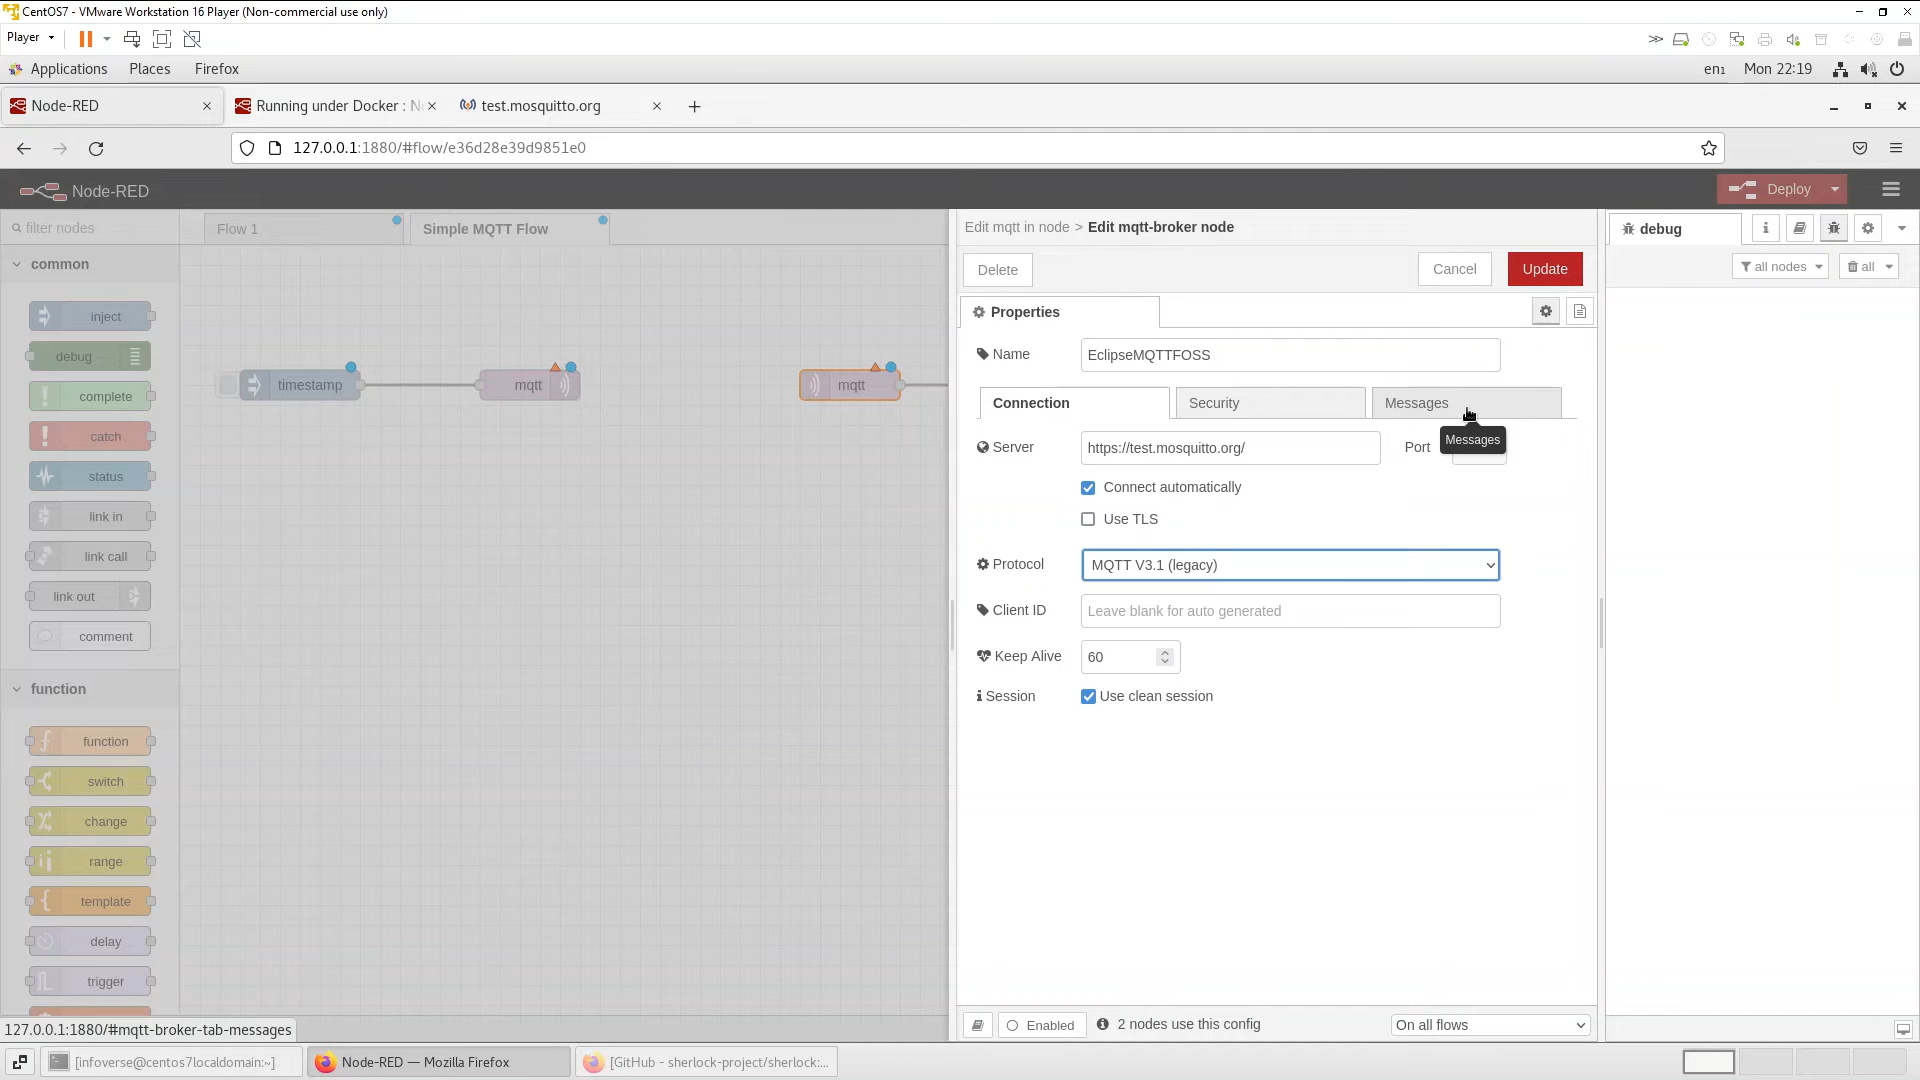 CentOS7 - VMware Workstation 16 Player (Non-commercial use only)
Player
Applications Places Firefox en1 Mon 22:19
Node-RED Running under Docker : N test.mosquitto.org
127.0.0.1:1880/#flow/e36d28e39d9851e0
Node-RED Deploy
filter nodes Flow 1 Simple MQTT Flow Edit mqtt in node > Edit mqtt-broker node debug
common Delete Cancel Update all nodes all
inject Properties
debug Name EclipseMQTTFOSS
timestamp mqtt mqtt
complete Connection Security Messages
catch Server https://test.mosquitto.org/ Port Messages
status Connect automatically
link in Use TLS
link call Protocol MQTT V3.1 (legacy)
link out Client ID Leave blank for auto generated
comment Keep Alive 60
function Session Use clean session
function
switch
change
range
template
delay
trigger
127.0.0.1:1880/#mqtt-broker-tab-messages Enabled 2 nodes use this config On all flows
[infoverse@centos7localdomain:~] Node-RED — Mozilla Firefox [GitHub - sherlock-project/sherlock:...